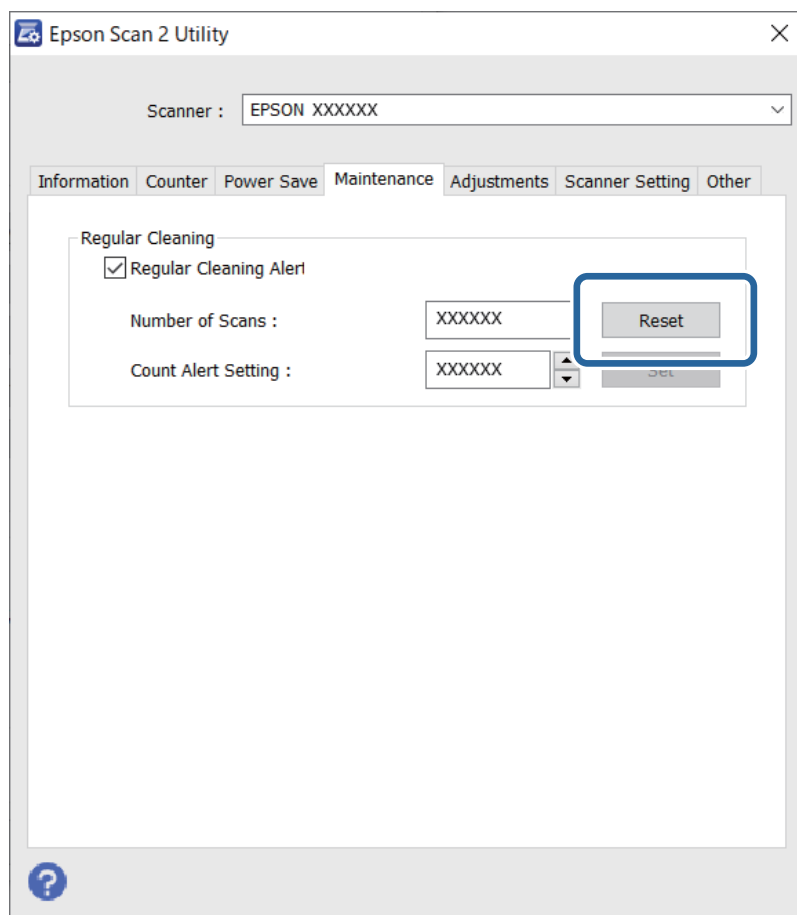 Epson Scan 2 Utility
Scanner : EPSON XXXXXX
Information Counter Power Save Maintenance Adjustments Scanner Setting Other
Regular Cleaning
Regular Cleaning Alert
Number of Scans : XXXXXX Reset
Count Alert Setting : XXXXXX Set
?